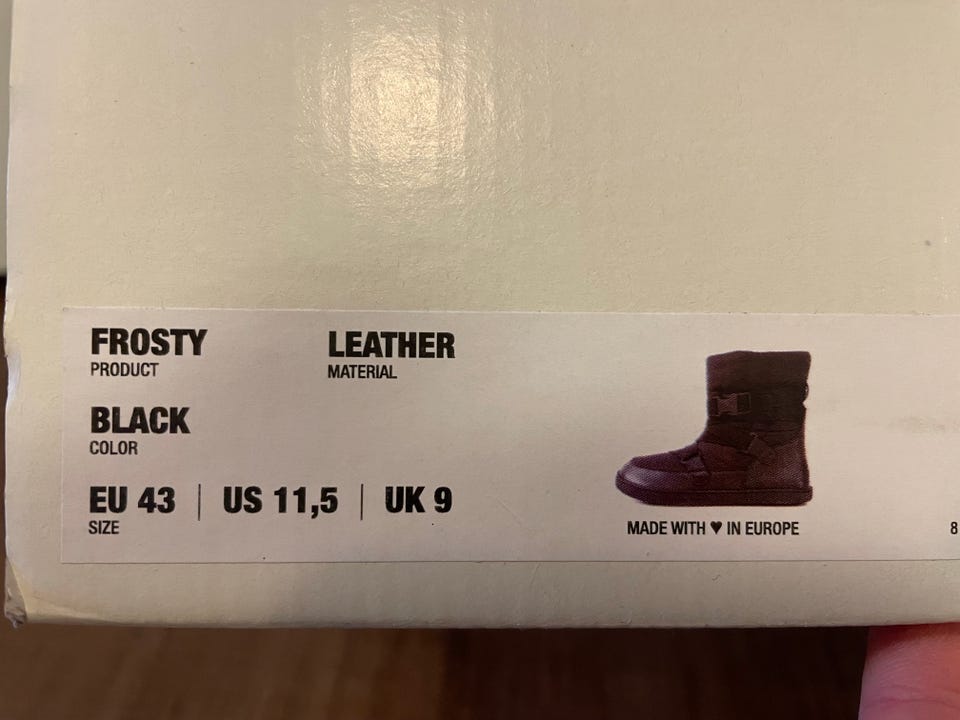 FROSTY
PRODUCT
LEATHER
MATERIAL
BLACK
COLOR
EU 43 | US 11,5 | UK 9
SIZE
MADE WITH ♥ IN EUROPE
8